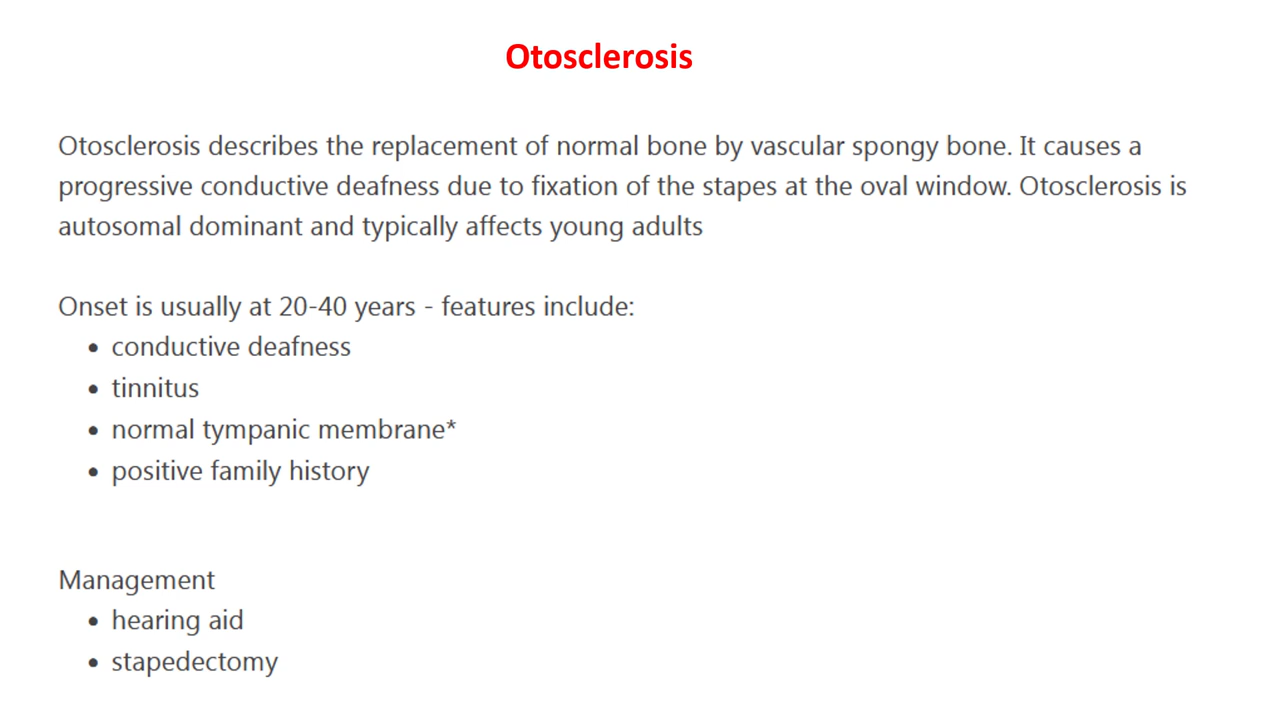 Otosclerosis
Otosclerosis describes the replacement of normal bone by vascular spongy bone. It causes a
progressive conductive deafness due to fixation of the stapes at the oval window. Otosclerosis is
autosomal dominant and typically affects young adults
Onset is usually at 20-40 years - features include:
• conductive deafness
• tinnitus
• normal tympanic membrane*
• positive family history
Management
• hearing aid
• stapedectomy